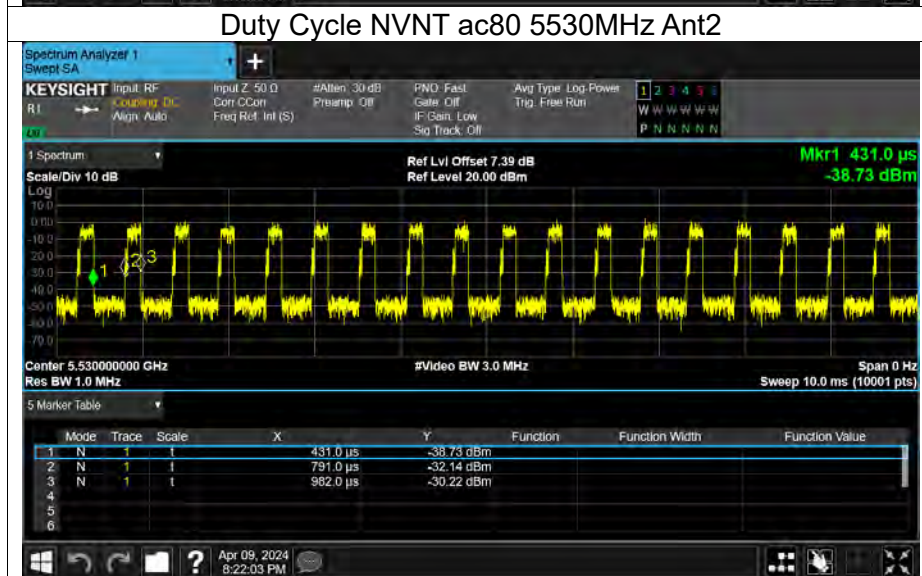 Duty Cycle NVNT ac80 5530MHz Ant2
Spectrum Analyzer 1
Swept SA
+
KEYSIGHT Input: RF Input Z: 50 Ω #Atten: 30 dB PNO: Fast Avg Type: Log-Power 1 2 3 4 5 6
Coupling: DC Corr CCorr Preamp: Off Gate: Off Trig: Free Run W W W W W W
Align: Auto Freq Ref: Int (S) IF Gain: Low
Sig Track: Off P N N N N N
1 Spectrum
Ref Lvl Offset 7.39 dB Mkr1 431.0 µs
Scale/Div 10 dB Ref Level 20.00 dBm -38.73 dBm
Log
10.0
0.00
-10.0
-20.0
-30.0
-40.0
-50.0
-60.0
-70.0
1 2 3
Center 5.530000000 GHz #Video BW 3.0 MHz Span 0 Hz
Res BW 1.0 MHz Sweep 10.0 ms (10001 pts)
5 Marker Table
Mode Trace Scale X Y Function Function Width Function Value
1 N 1 t 431.0 µs -38.73 dBm
2 N 1 t 791.0 µs -32.14 dBm
3 N 1 t 982.0 µs -30.22 dBm
4
5
6
? Apr 09, 2024
8:22:03 PM